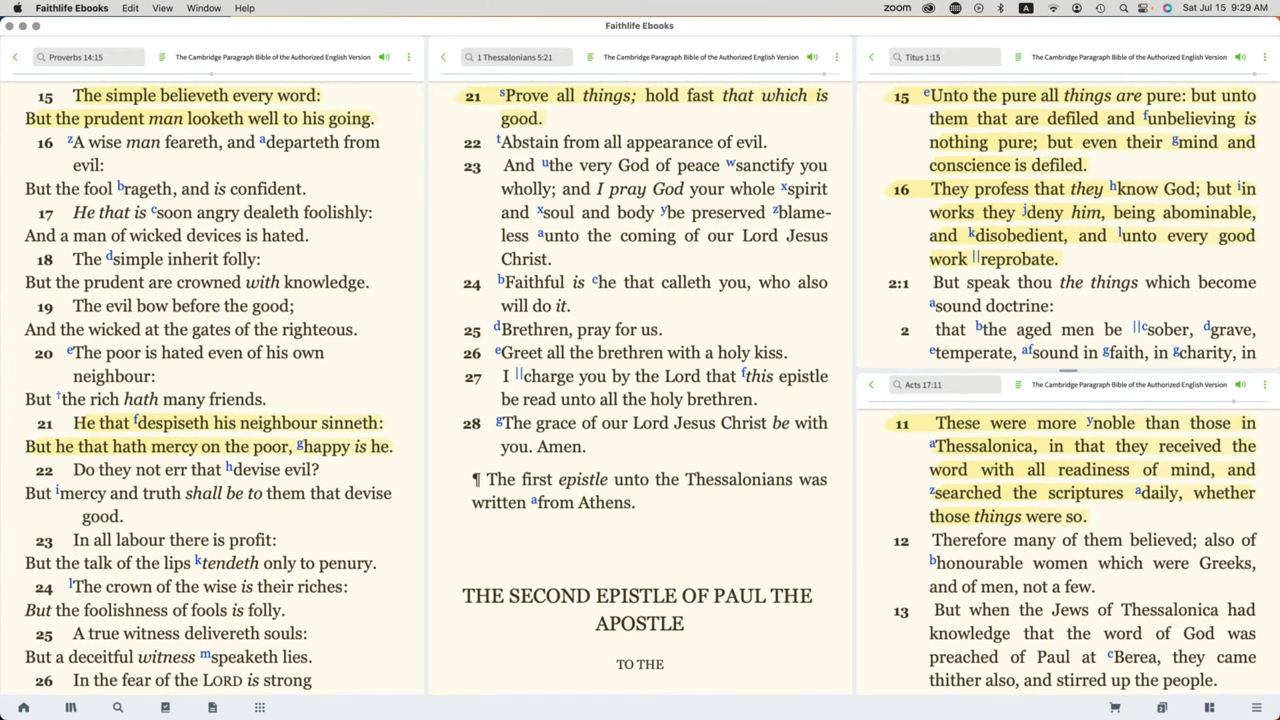 Faithlife Ebooks Edit View Window Help zoom A Sat Jul 15 9:29 AM
Faithlife Ebooks
Proverbs 14:15 The Cambridge Paragraph Bible of the Authorized English Version
15 The simple believeth every word:
But the prudent man looketh well to his going.
16 zA wise man feareth, and adeparteth from
evil:
But the fool brageth, and is confident.
17 He that is csoon angry dealeth foolishly:
And a man of wicked devices is hated.
18 The dsimple inherit folly:
But the prudent are crowned with knowledge.
19 The evil bow before the good;
And the wicked at the gates of the righteous.
20 eThe poor is hated even of his own
neighbour:
But †the rich hath many friends.
21 He that fdespiseth his neighbour sinneth:
But he that hath mercy on the poor, ghappy is he.
22 Do they not err that hdevise evil?
But imercy and truth shall be to them that devise
good.
23 In all labour there is profit:
But the talk of the lips ktendeth only to penury.
24 lThe crown of the wise is their riches:
But the foolishness of fools is folly.
25 A true witness delivereth souls:
But a deceitful witness mspeaketh lies.
26 In the fear of the LORD is strong
1 Thessalonians 5:21 The Cambridge Paragraph Bible of the Authorized English Version
21 sProve all things; hold fast that which is
good.
22 tAbstain from all appearance of evil.
23 And uthe very God of peace wsanctify you
wholly; and I pray God your whole xspirit
and xsoul and body ybe preserved zblame-
less aunto the coming of our Lord Jesus
Christ.
24 bFaithful is che that calleth you, who also
will do it.
25 dBrethren, pray for us.
26 eGreet all the brethren with a holy kiss.
27 I ||charge you by the Lord that fthis epistle
be read unto all the holy brethren.
28 gThe grace of our Lord Jesus Christ be with
you. Amen.
¶ The first epistle unto the Thessalonians was
written afrom Athens.
THE SECOND EPISTLE OF PAUL THE
APOSTLE
TO THE
Titus 1:15 The Cambridge Paragraph Bible of the Authorized English Version
15 eUnto the pure all things are pure: but unto
them that are defiled and funbelieving is
nothing pure; but even their gmind and
conscience is defiled.
16 They profess that they hknow God; but iin
works they jdeny him, being abominable,
and kdisobedient, and lunto every good
work ||reprobate.
2:1 But speak thou the things which become
asound doctrine:
2 that bthe aged men be ||csober, dgrave,
etemperate, afsound in gfaith, in gcharity, in
Acts 17:11 The Cambridge Paragraph Bible of the Authorized English Version
11 These were more ynoble than those in
aThessalonica, in that they received the
word with all readiness of mind, and
zsearched the scriptures adaily, whether
those things were so.
12 Therefore many of them believed; also of
bhonourable women which were Greeks,
and of men, not a few.
13 But when the Jews of Thessalonica had
knowledge that the word of God was
preached of Paul at cBerea, they came
thither also, and stirred up the people.